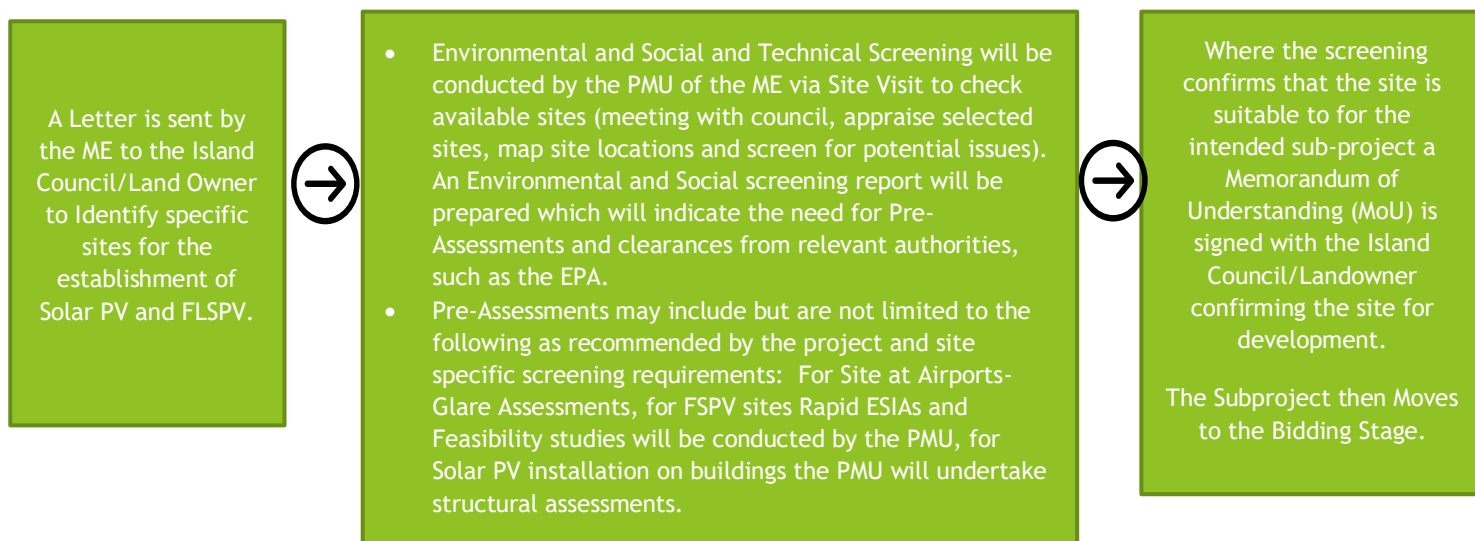 A Letter is sent by
the ME to the Island
Council/Land Owner
to Identify specific
sites for the
establishment of
Solar PV and FLSPV.
• Environmental and Social and Technical Screening will be
conducted by the PMU of the ME via Site Visit to check
available sites (meeting with council, appraise selected
sites, map site locations and screen for potential issues).
An Environmental and Social screening report will be
prepared which will indicate the need for Pre-
Assessments and clearances from relevant authorities,
such as the EPA.
• Pre-Assessments may include but are not limited to the
following as recommended by the project and site
specific screening requirements: For Site at Airports-
Glare Assessments, for FSPV sites Rapid ESIAs and
Feasibility studies will be conducted by the PMU, for
Solar PV installation on buildings the PMU will undertake
structural assessments.
Where the screening
confirms that the site is
suitable to for the
intended sub-project a
Memorandum of
Understanding (MoU) is
signed with the Island
Council/Landowner
confirming the site for
development.
The Subproject then Moves
to the Bidding Stage.